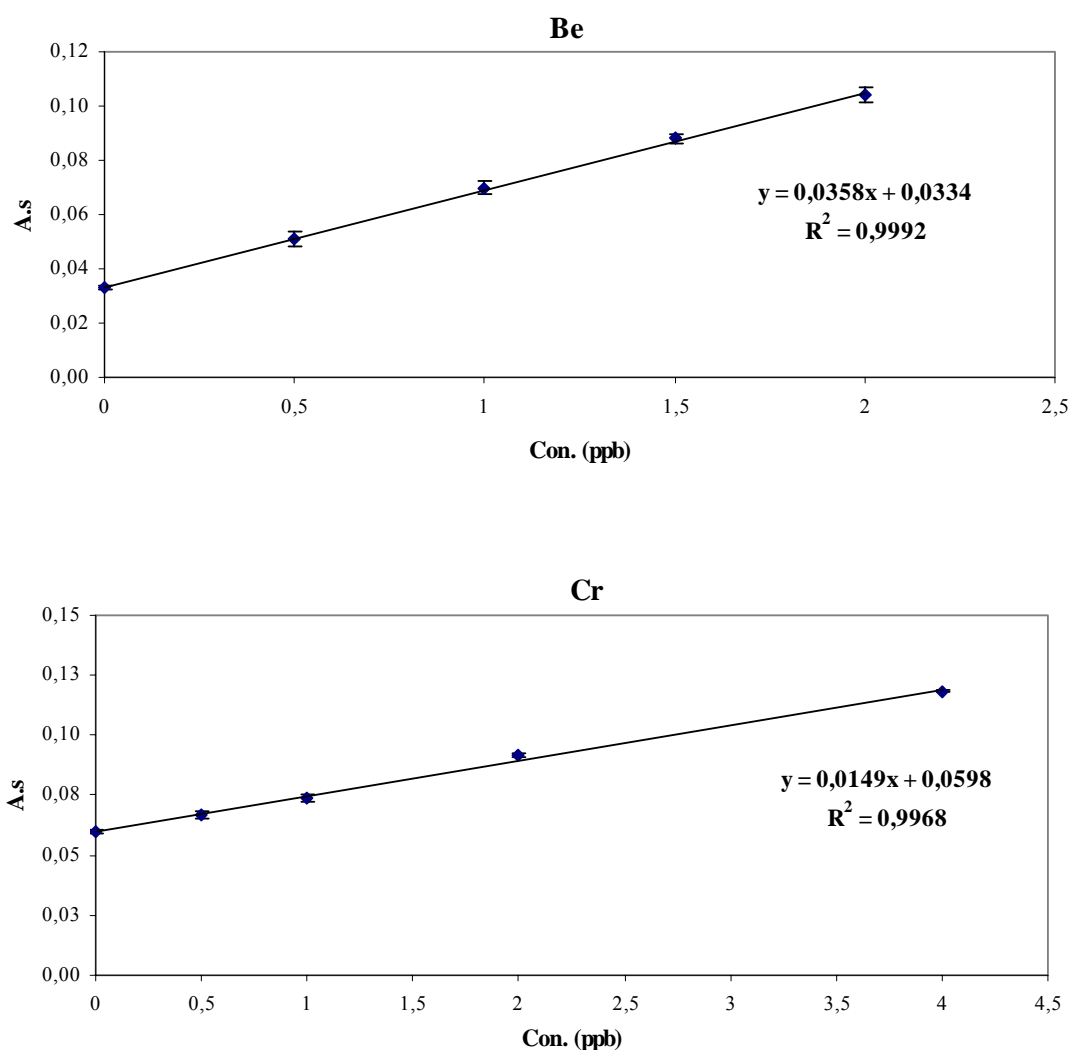 Be
0,12
0,10
0,08
0,06
0,04
0,02
0,00
A.s
y = 0,0358x + 0,0334
R² = 0,9992
0 0,5 1 1,5 2 2,5
Con. (ppb)
Cr
0,15
0,13
0,10
0,08
0,05
0,03
0,00
A.s
y = 0,0149x + 0,0598
R² = 0,9968
0 0,5 1 1,5 2 2,5 3 3,5 4 4,5
Con. (ppb)